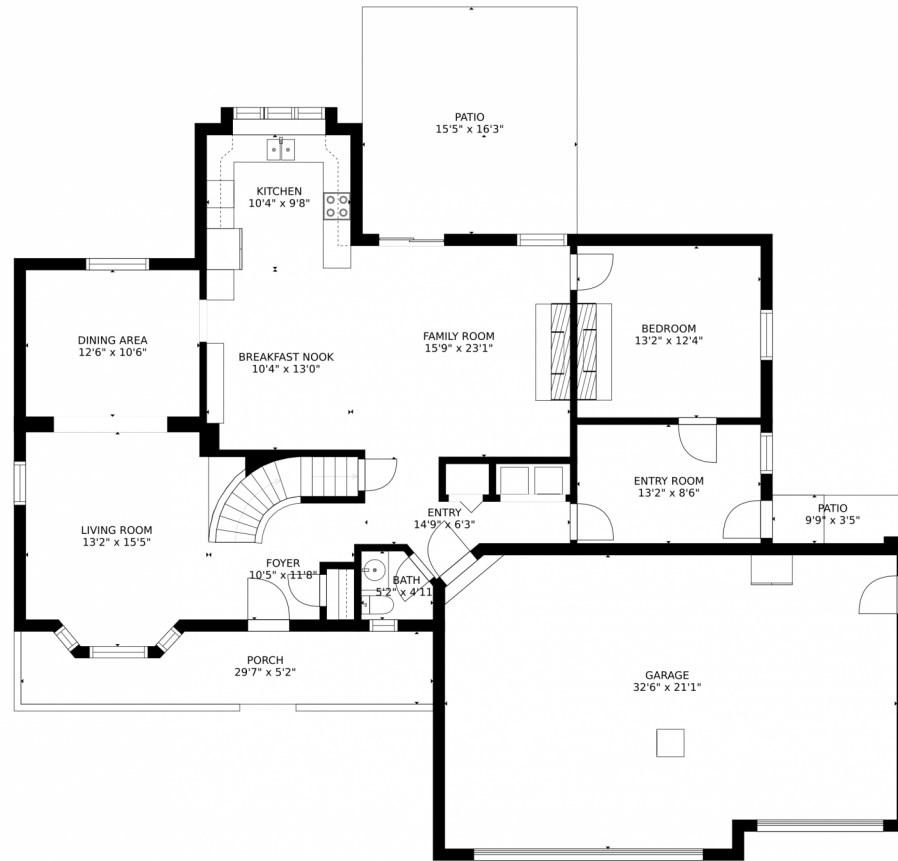 PATIO
15'5" x 16'3"
KITCHEN
10'4" x 9'8"
DINING AREA
12'6" x 10'6"
BREAKFAST NOOK
10'4" x 13'0"
FAMILY ROOM
15'9" x 23'1"
BEDROOM
13'2" x 12'4"
ENTRY ROOM
13'2" x 8'6"
PATIO
9'9" x 3'5"
ENTRY
14'9" x 6'3"
LIVING ROOM
13'2" x 15'5"
FOYER
10'5" x 11'8"
BATH
5'2" x 4'11"
PORCH
29'7" x 5'2"
GARAGE
32'6" x 21'1"